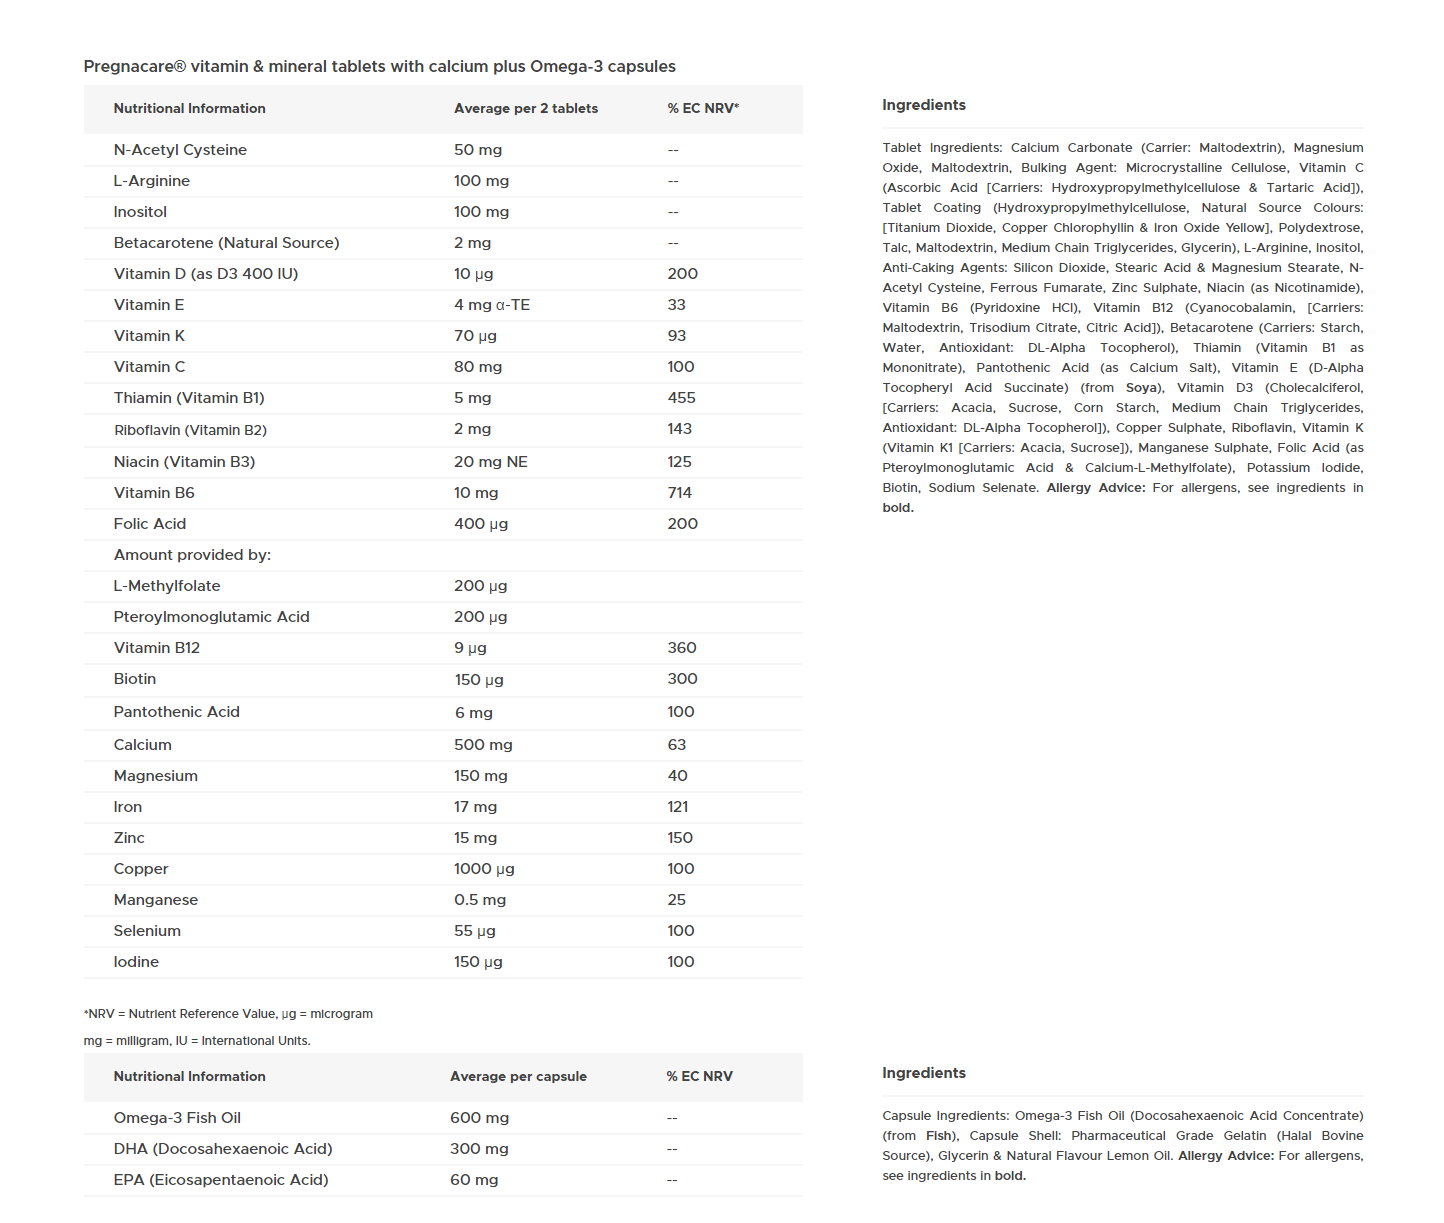 Pregnacare® vitamin & mineral tablets with calcium plus Omega-3 capsules
Nutritional Information Average per 2 tablets % EC NRV*
N-Acetyl Cysteine 50 mg --
L-Arginine 100 mg --
Inositol 100 mg --
Betacarotene (Natural Source) 2 mg --
Vitamin D (as D3 400 IU) 10 µg 200
Vitamin E 4 mg α-TE 33
Vitamin K 70 µg 93
Vitamin C 80 mg 100
Thiamin (Vitamin B1) 5 mg 455
Riboflavin (Vitamin B2) 2 mg 143
Niacin (Vitamin B3) 20 mg NE 125
Vitamin B6 10 mg 714
Folic Acid 400 µg 200
Amount provided by:
L-Methylfolate 200 µg
Pteroylmonoglutamic Acid 200 µg
Vitamin B12 9 µg 360
Biotin 150 µg 300
Pantothenic Acid 6 mg 100
Calcium 500 mg 63
Magnesium 150 mg 40
Iron 17 mg 121
Zinc 15 mg 150
Copper 1000 µg 100
Manganese 0.5 mg 25
Selenium 55 µg 100
Iodine 150 µg 100
*NRV = Nutrient Reference Value, µg = microgram
mg = milligram, IU = International Units.
Ingredients
Tablet Ingredients: Calcium Carbonate (Carrier: Maltodextrin), Magnesium
Oxide, Maltodextrin, Bulking Agent: Microcrystalline Cellulose, Vitamin C
(Ascorbic Acid [Carriers: Hydroxypropylmethylcellulose & Tartaric Acid]),
Tablet Coating (Hydroxypropylmethylcellulose, Natural Source Colours:
[Titanium Dioxide, Copper Chlorophyllin & Iron Oxide Yellow], Polydextrose,
Talc, Maltodextrin, Medium Chain Triglycerides, Glycerin), L-Arginine, Inositol,
Anti-Caking Agents: Silicon Dioxide, Stearic Acid & Magnesium Stearate, N-
Acetyl Cysteine, Ferrous Fumarate, Zinc Sulphate, Niacin (as Nicotinamide),
Vitamin B6 (Pyridoxine HCl), Vitamin B12 (Cyanocobalamin, [Carriers:
Maltodextrin, Trisodium Citrate, Citric Acid]), Betacarotene (Carriers: Starch,
Water, Antioxidant: DL-Alpha Tocopherol), Thiamin (Vitamin B1 as
Mononitrate), Pantothenic Acid (as Calcium Salt), Vitamin E (D-Alpha
Tocopheryl Acid Succinate) (from Soya), Vitamin D3 (Cholecalciferol,
[Carriers: Acacia, Sucrose, Corn Starch, Medium Chain Triglycerides,
Antioxidant: DL-Alpha Tocopherol]), Copper Sulphate, Riboflavin, Vitamin K
(Vitamin K1 [Carriers: Acacia, Sucrose]), Manganese Sulphate, Folic Acid (as
Pteroylmonoglutamic Acid & Calcium-L-Methylfolate), Potassium Iodide,
Biotin, Sodium Selenate. Allergy Advice: For allergens, see ingredients in
bold.
Nutritional Information Average per capsule % EC NRV
Omega-3 Fish Oil 600 mg --
DHA (Docosahexaenoic Acid) 300 mg --
EPA (Eicosapentaenoic Acid) 60 mg --
Ingredients
Capsule Ingredients: Omega-3 Fish Oil (Docosahexaenoic Acid Concentrate)
(from Fish), Capsule Shell: Pharmaceutical Grade Gelatin (Halal Bovine
Source), Glycerin & Natural Flavour Lemon Oil. Allergy Advice: For allergens,
see ingredients in bold.